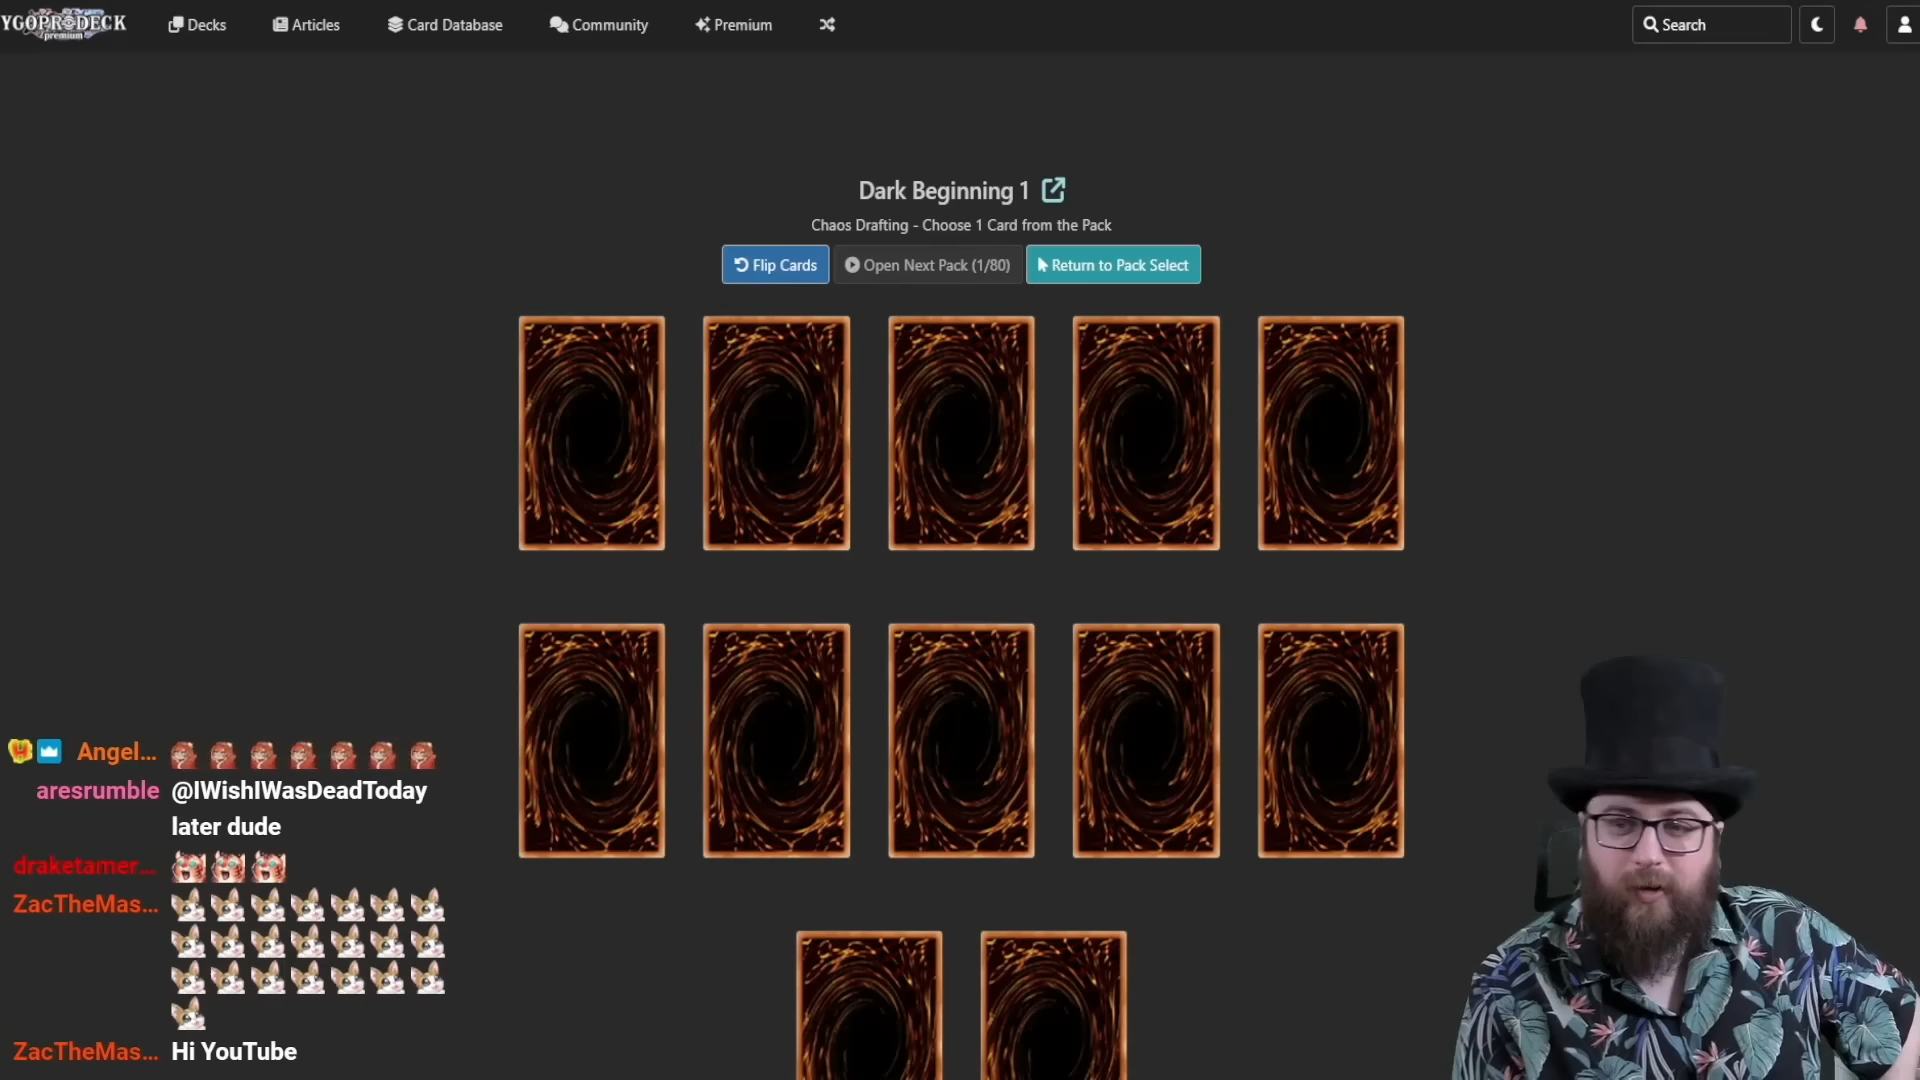 YGOPRODECK
premium
Decks
Articles
Card Database
Community
Premium
Search
Dark Beginning 1
Chaos Drafting - Choose 1 Card from the Pack
Flip Cards
Open Next Pack (1/80)
Return to Pack Select
Angel...
aresrumble @IWishIWasDeadToday
later dude
draketamer...
ZacTheMas...
ZacTheMas... Hi YouTube